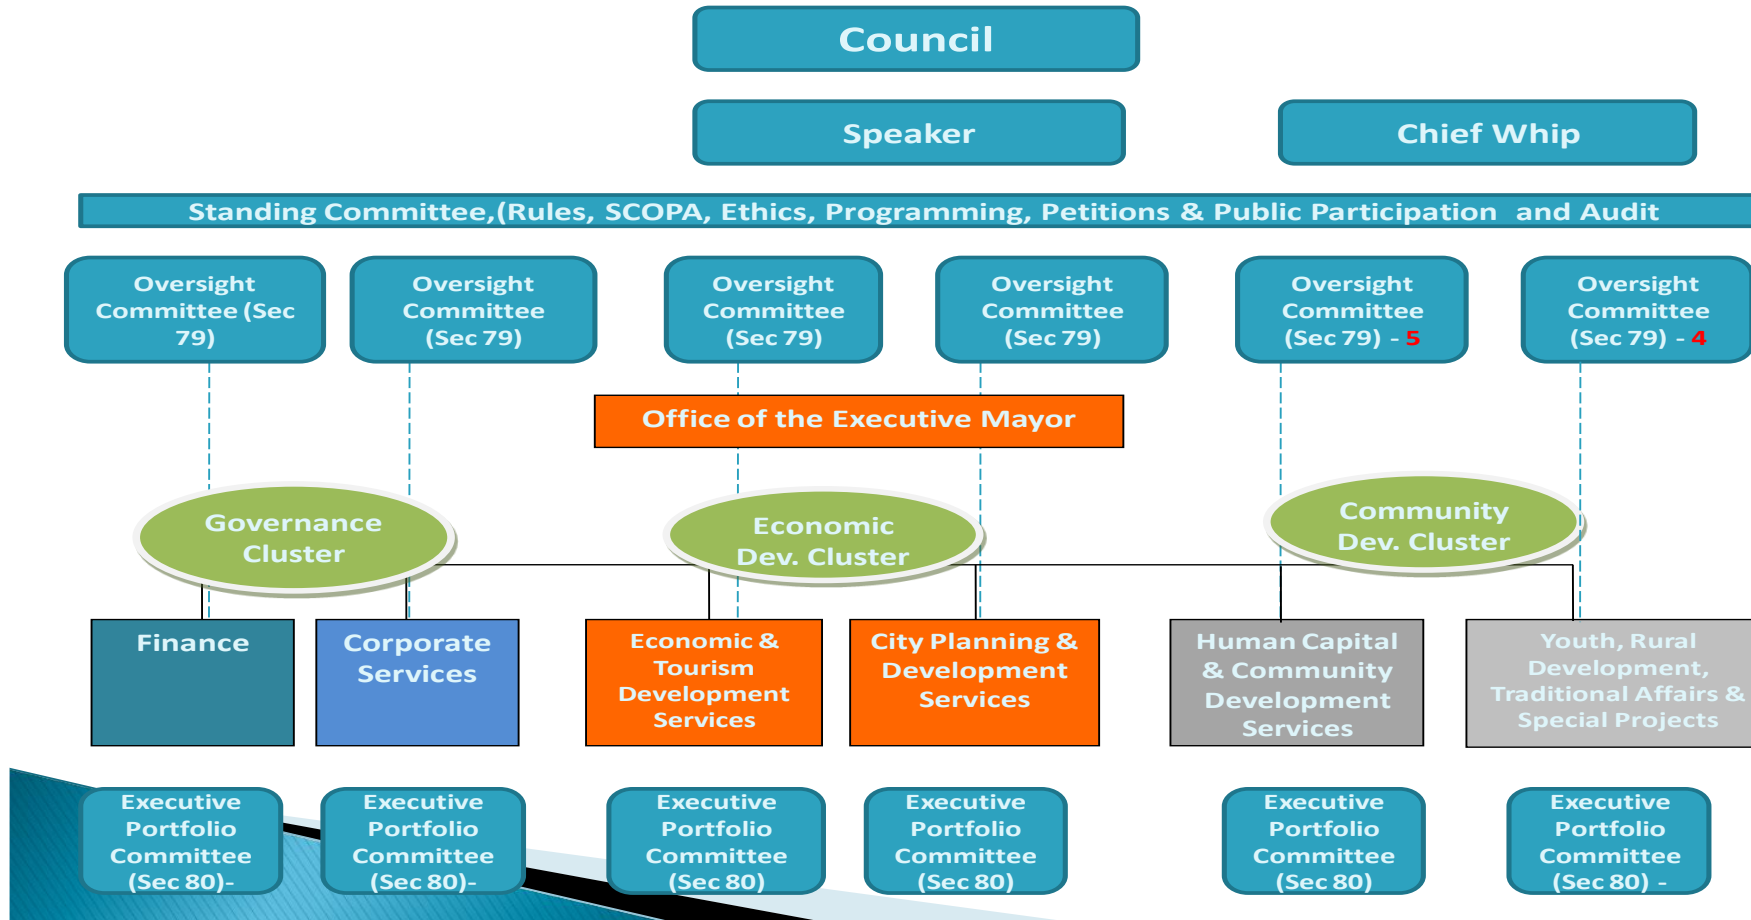 Council
Speaker
Chief Whip
Standing Committee,(Rules, SCOPA, Ethics, Programming, Petitions & Public Participation and Audit
Oversight
Committee (Sec
79)
Oversight
Committee
(Sec 79)
Oversight
Committee
(Sec 79)
Oversight
Committee
(Sec 79)
Oversight
Committee
(Sec 79) - 5
Oversight
Committee
(Sec 79) - 4
Office of the Executive Mayor
Governance
Cluster
Economic
Dev. Cluster
Community
Dev. Cluster
Finance
Corporate
Services
Economic &
Tourism
Development
Services
City Planning &
Development
Services
Human Capital
& Community
Development
Services
Youth, Rural
Development,
Traditional Affairs &
Special Projects
Executive
Portfolio
Committee
(Sec 80)-
Executive
Portfolio
Committee
(Sec 80)-
Executive
Portfolio
Committee
(Sec 80)
Executive
Portfolio
Committee
(Sec 80)
Executive
Portfolio
Committee
(Sec 80)
Executive
Portfolio
Committee
(Sec 80) -